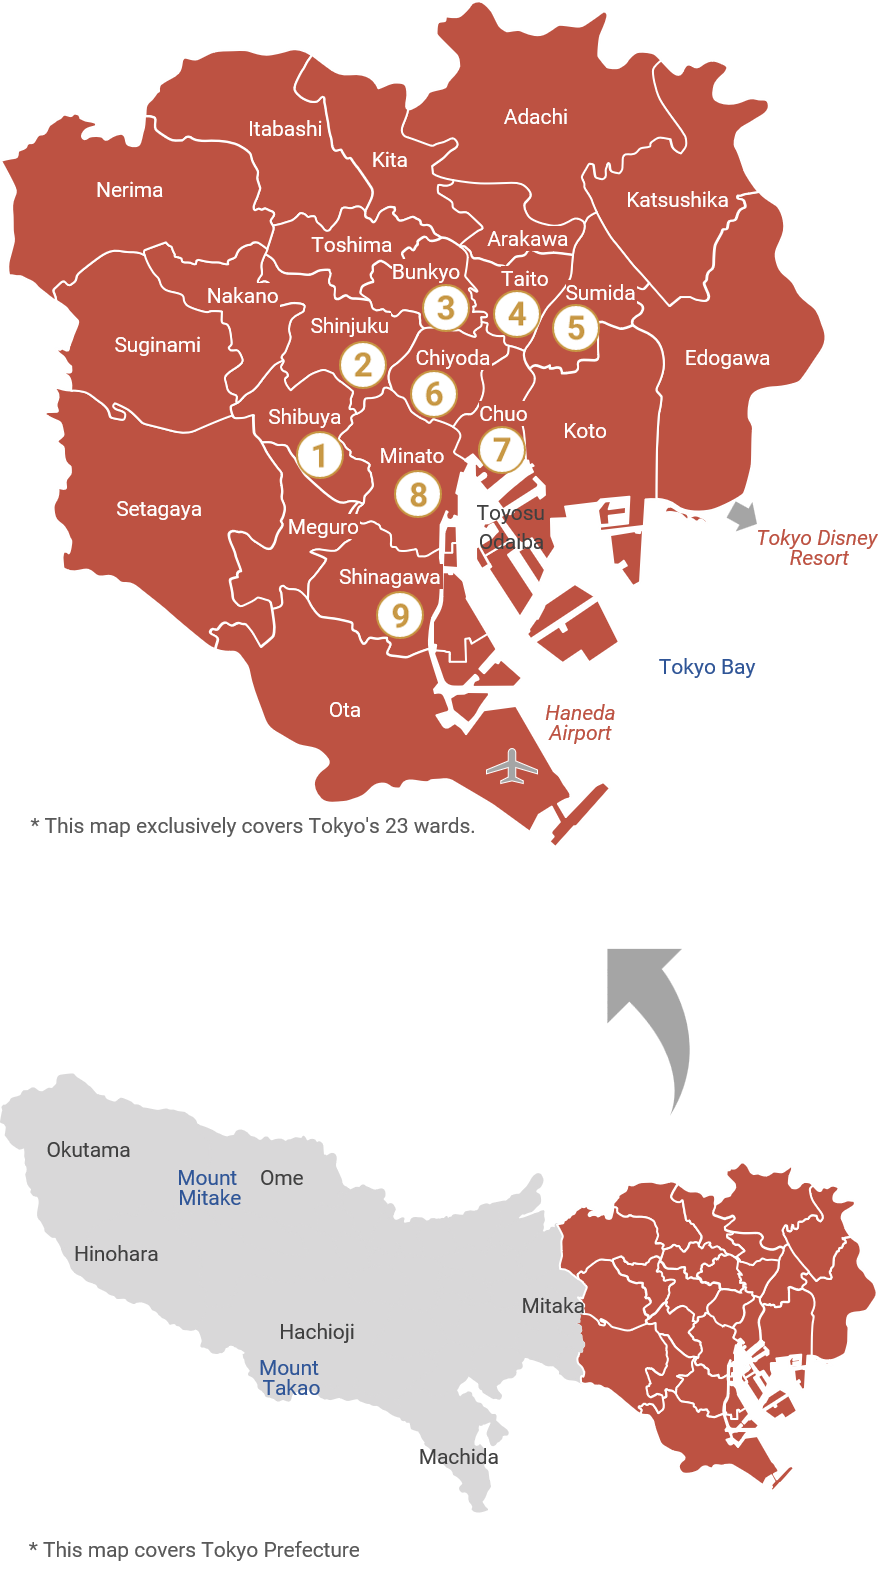 Adachi
Itabashi
Kita
Nerima
Katsushika
Toshima
Arakawa
Bunkyo
Taito
Sumida
Nakano
3
4
5
Shinjuku
Suginami
2
Chiyoda
Edogawa
6
Shibuya
Chuo
Koto
1
Minato
7
8
Setagaya
Meguro
Toyosu
Odaiba
Tokyo Disney
Resort
Shinagawa
9
Tokyo Bay
Ota
Haneda
Airport
* This map exclusively covers Tokyo's 23 wards.
Okutama
Mount
Mitake
Ome
Hinohara
Mitaka
Hachioji
Mount
Takao
Machida
* This map covers Tokyo Prefecture